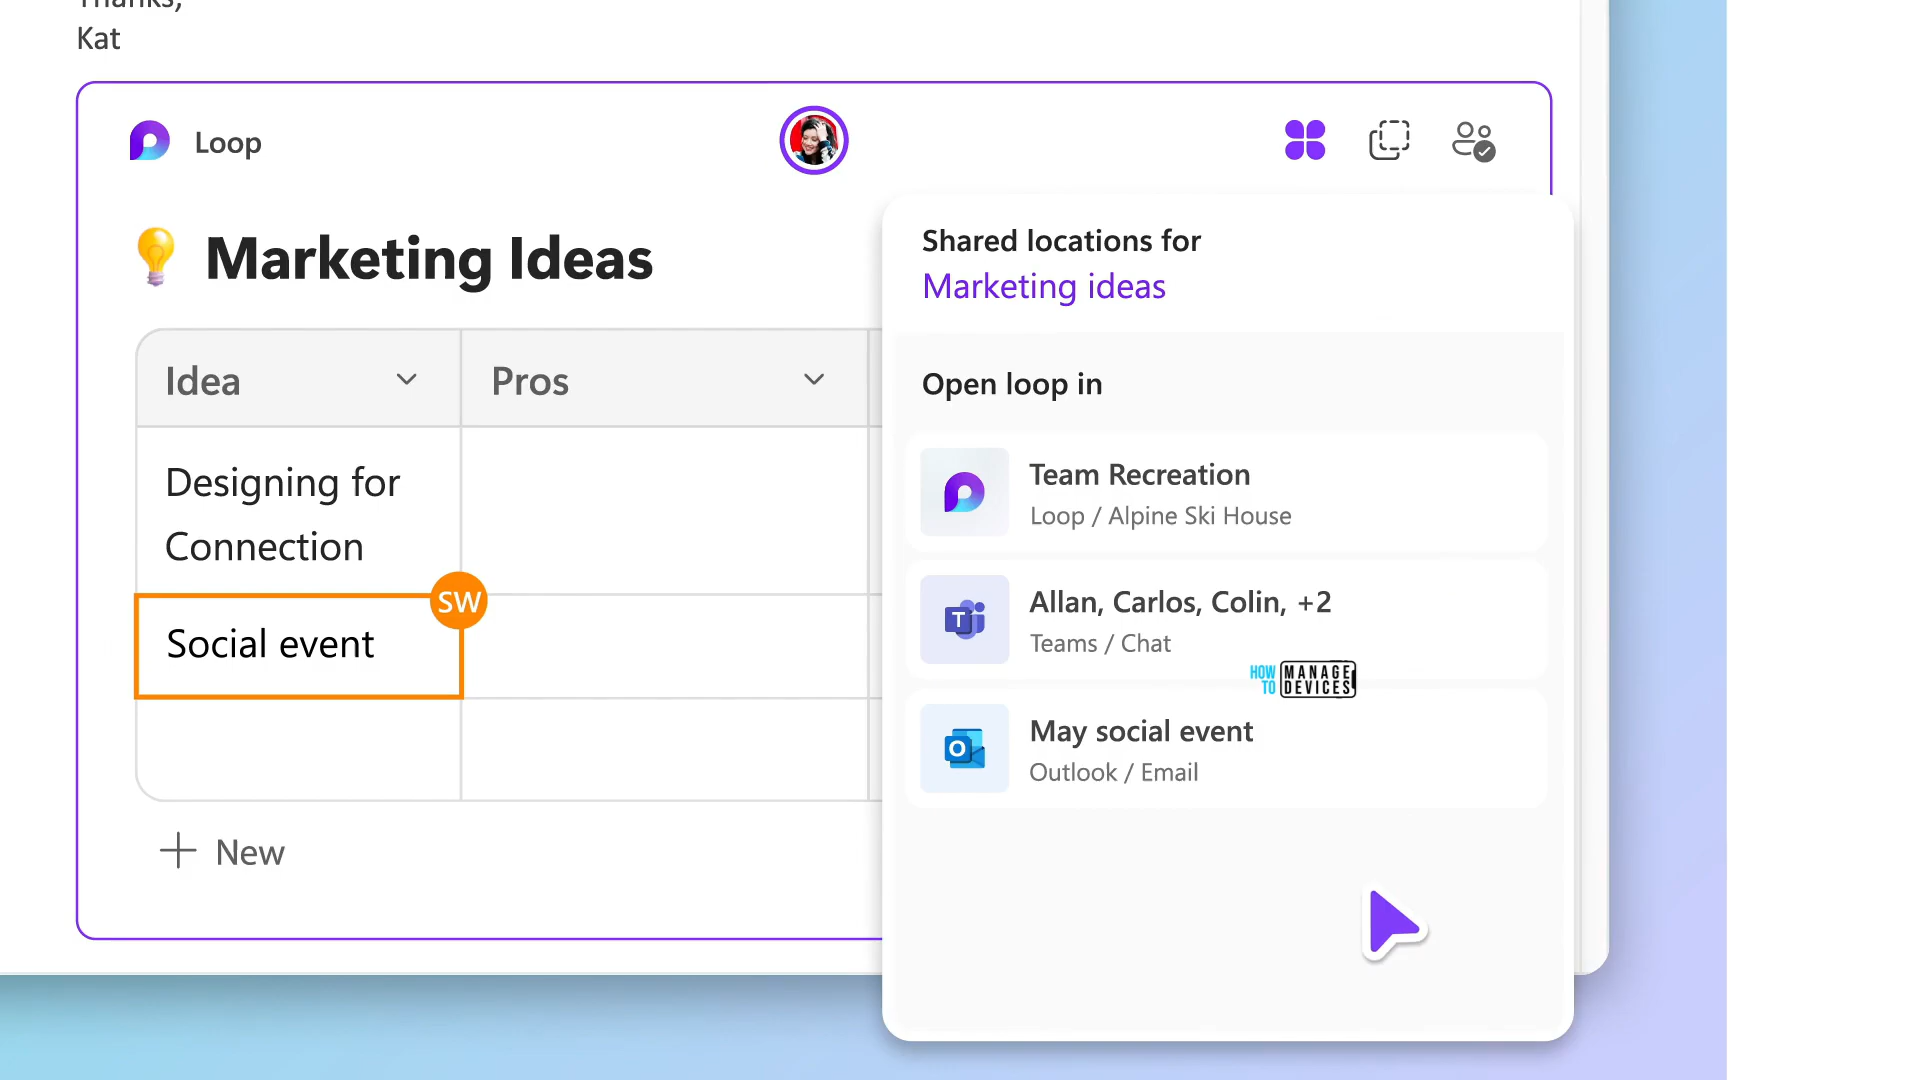 Thanks,
Kat
Loop
Marketing Ideas
Idea
Pros
Designing for
Connection
SW
Social event
New
Shared locations for
Marketing ideas
Open loop in
Team Recreation
Loop / Alpine Ski House
T
Allan, Carlos, Colin, +2
Teams / Chat
HOW
TO
MANAGE
DEVICES
O
May social event
Outlook / Email